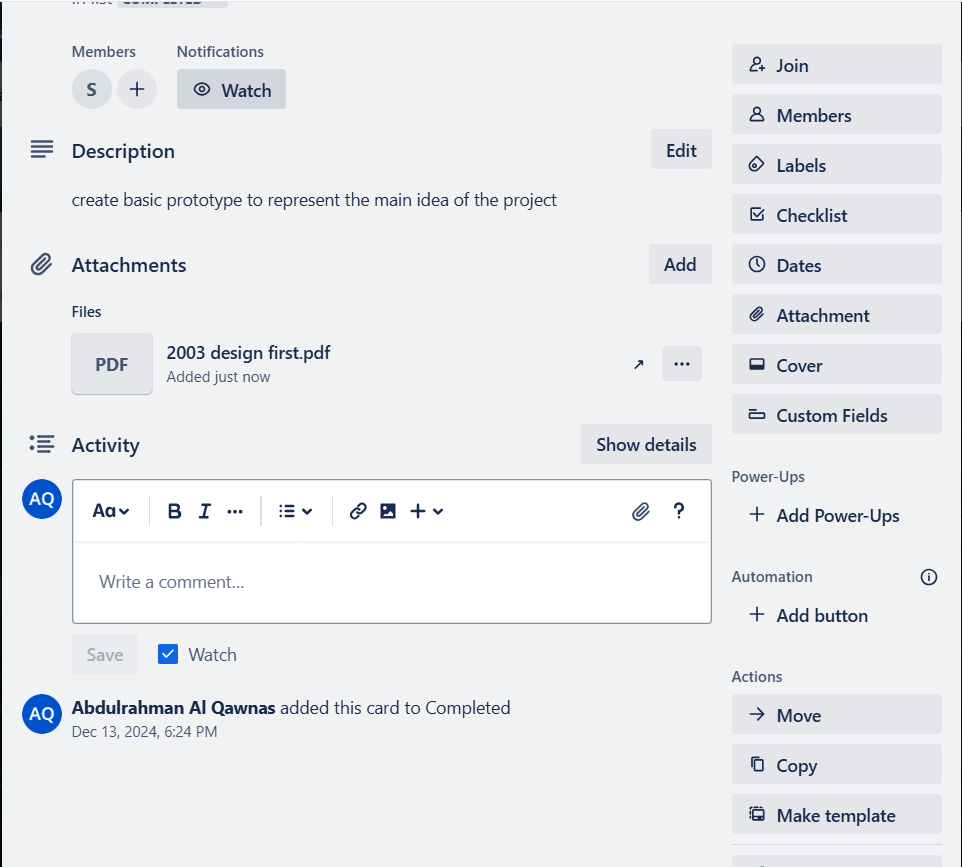 in list COMPLETED
Members
Notifications
S
Watch
Join
Members
Labels
Checklist
Dates
Attachment
Cover
Custom Fields
Description
Edit
create basic prototype to represent the main idea of the project
Attachments
Add
Files
PDF
2003 design first.pdf
Added just now
Activity
Show details
AQ
Aa
B I
?
Write a comment…
Save
Watch
AQ
Abdulrahman Al Qawnas added this card to Completed
Dec 13, 2024, 6:24 PM
Power-Ups
Add Power-Ups
Automation
Add button
Actions
Move
Copy
Make template